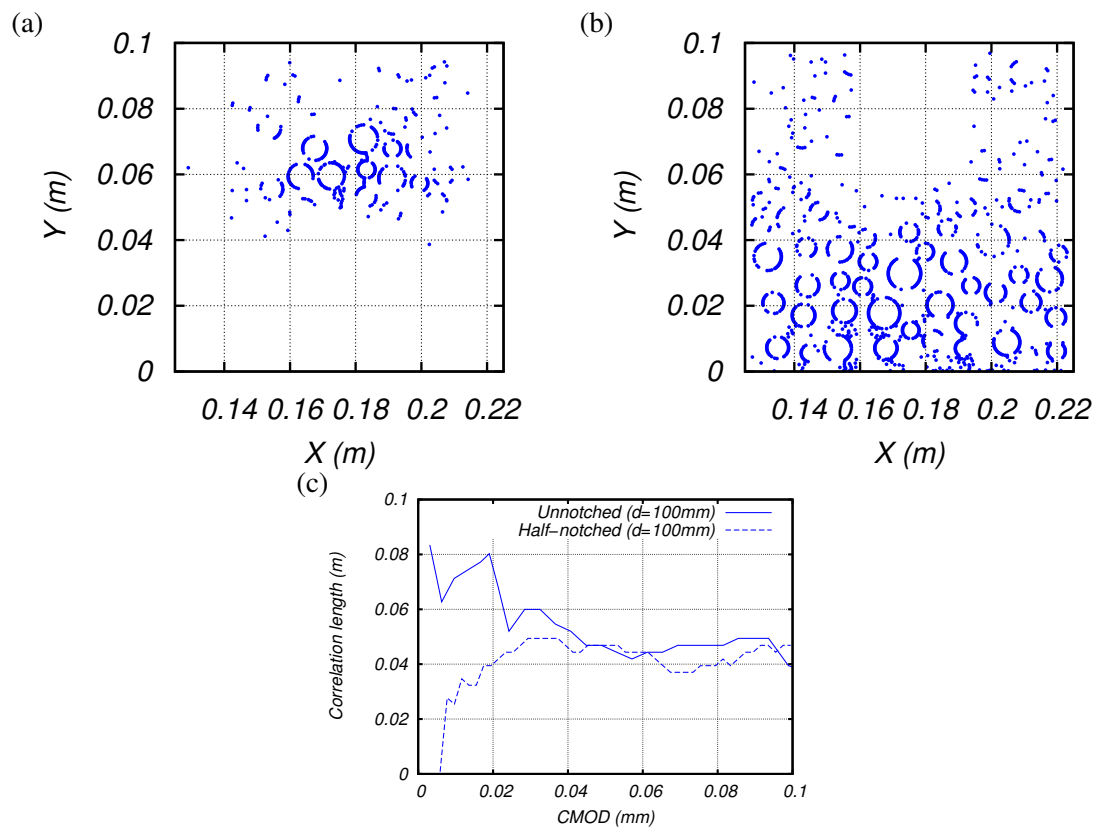 (a)
0.1
0.08
0.06
0.04
0.02
0
Y (m)
0.14 0.16 0.18 0.2 0.22
X (m)
(b)
0.1
0.08
0.06
0.04
0.02
0
Y (m)
0.14 0.16 0.18 0.2 0.22
X (m)
(c)
0.1
0.08
0.06
0.04
0.02
0
Correlation length (m)
Unnotched (d=100mm)
Half−notched (d=100mm)
0 0.02 0.04 0.06 0.08 0.1
CMOD (mm)